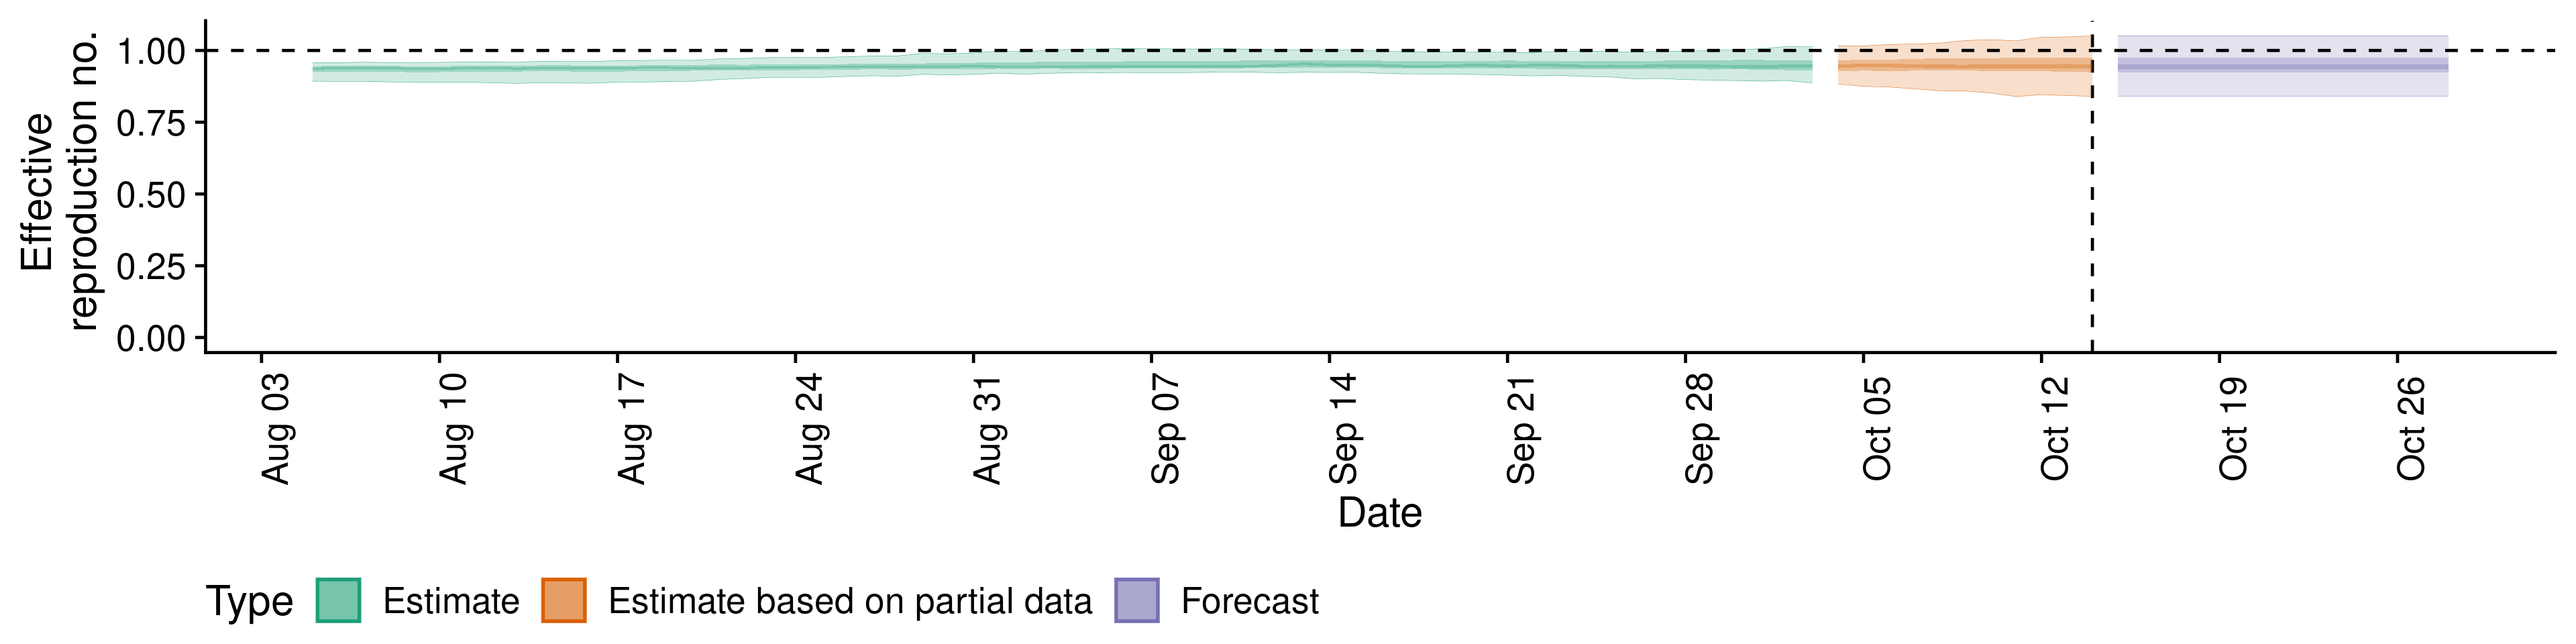 Effective
reproduction no.
1.00
0.75
0.50
0.25
0.00
Aug 03
Aug 10
Aug 17
Aug 24
Aug 31
Sep 07
Sep 14
Sep 21
Sep 28
Oct 05
Oct 12
Oct 19
Oct 26
Date
Type Estimate Estimate based on partial data Forecast